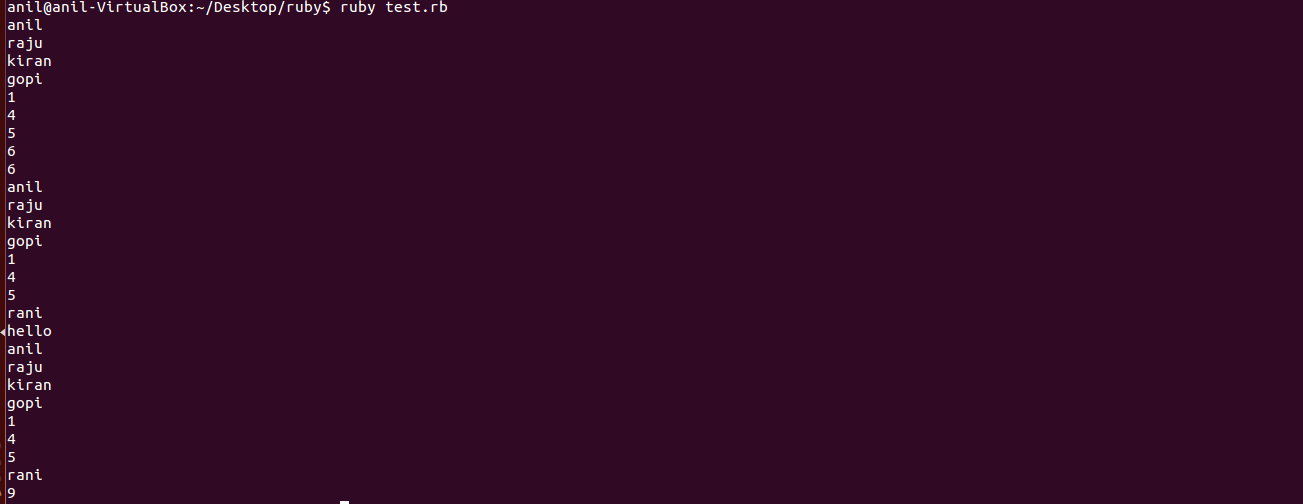 anil@anil-VirtualBox:~/Desktop/ruby$ ruby test.rb
anil
raju
kiran
gopi
1
4
5
6
6
anil
raju
kiran
gopi
1
4
5
rani
hello
anil
raju
kiran
gopi
1
4
5
rani
9